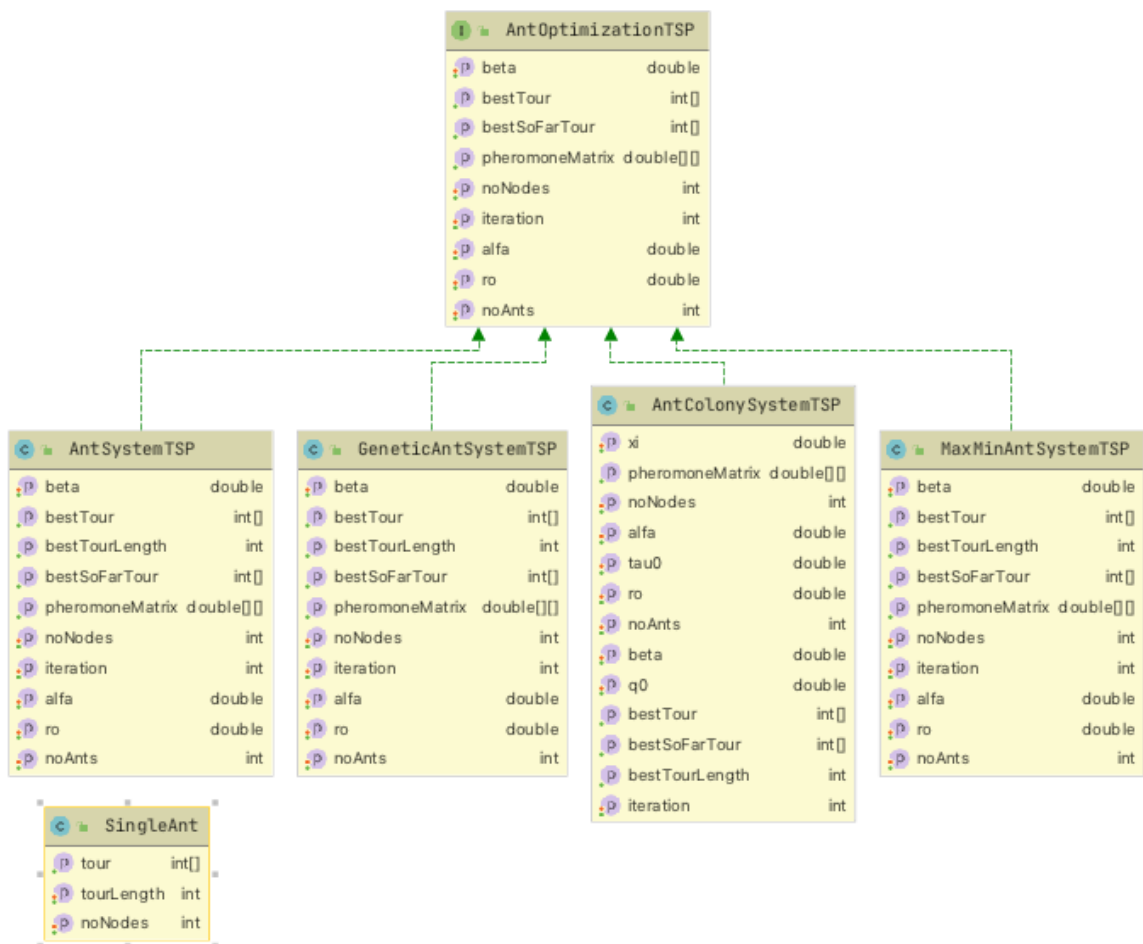 AntOptimizationTSP
beta double
bestTour int[]
bestSoFarTour int[]
pheromoneMatrix double[][]
noNodes int
iteration int
alfa double
ro double
noAnts int
AntSystemTSP
beta double
bestTour int[]
bestTourLength int
bestSoFarTour int[]
pheromoneMatrix double[][]
noNodes int
iteration int
alfa double
ro double
noAnts int
GeneticAntSystemTSP
beta double
bestTour int[]
bestTourLength int
bestSoFarTour int[]
pheromoneMatrix double[][]
noNodes int
iteration int
alfa double
ro double
noAnts int
AntColonySystemTSP
xi double
pheromoneMatrix double[][]
noNodes int
alfa double
tau0 double
ro double
noAnts int
beta double
q0 double
bestTour int[]
bestSoFarTour int[]
bestTourLength int
iteration int
MaxMinAntSystemTSP
beta double
bestTour int[]
bestTourLength int
bestSoFarTour int[]
pheromoneMatrix double[][]
noNodes int
iteration int
alfa double
ro double
noAnts int
SingleAnt
tour int[]
tourLength int
noNodes int